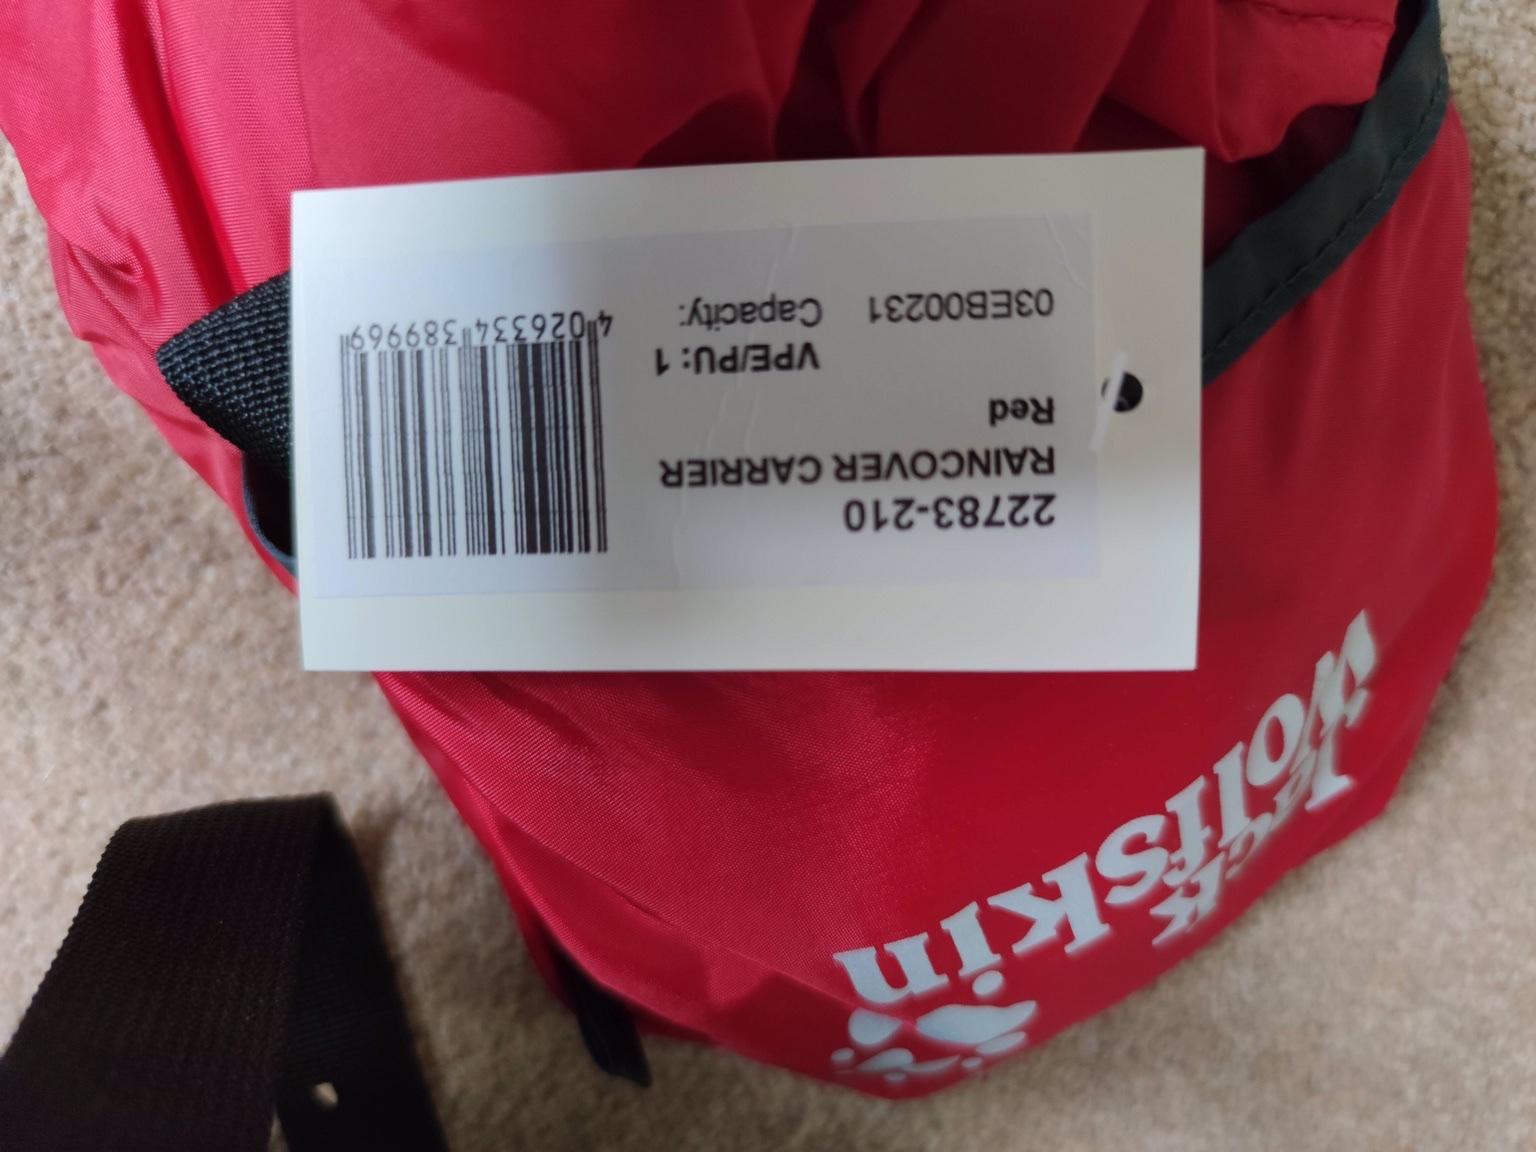 22783-210
RAINCOVER CARRIER
Red
VPE/PU: 1
03EB00231 Capacity:
4 026334 389969
Jack
Wolfskin